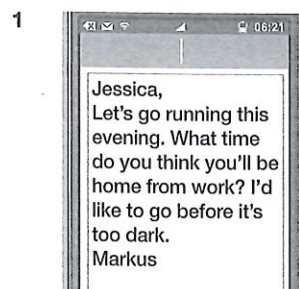 1
06:21
Jessica,
Let's go running this
evening. What time
do you think you'll be
home from work? I'd
like to go before it's
too dark.
Markus